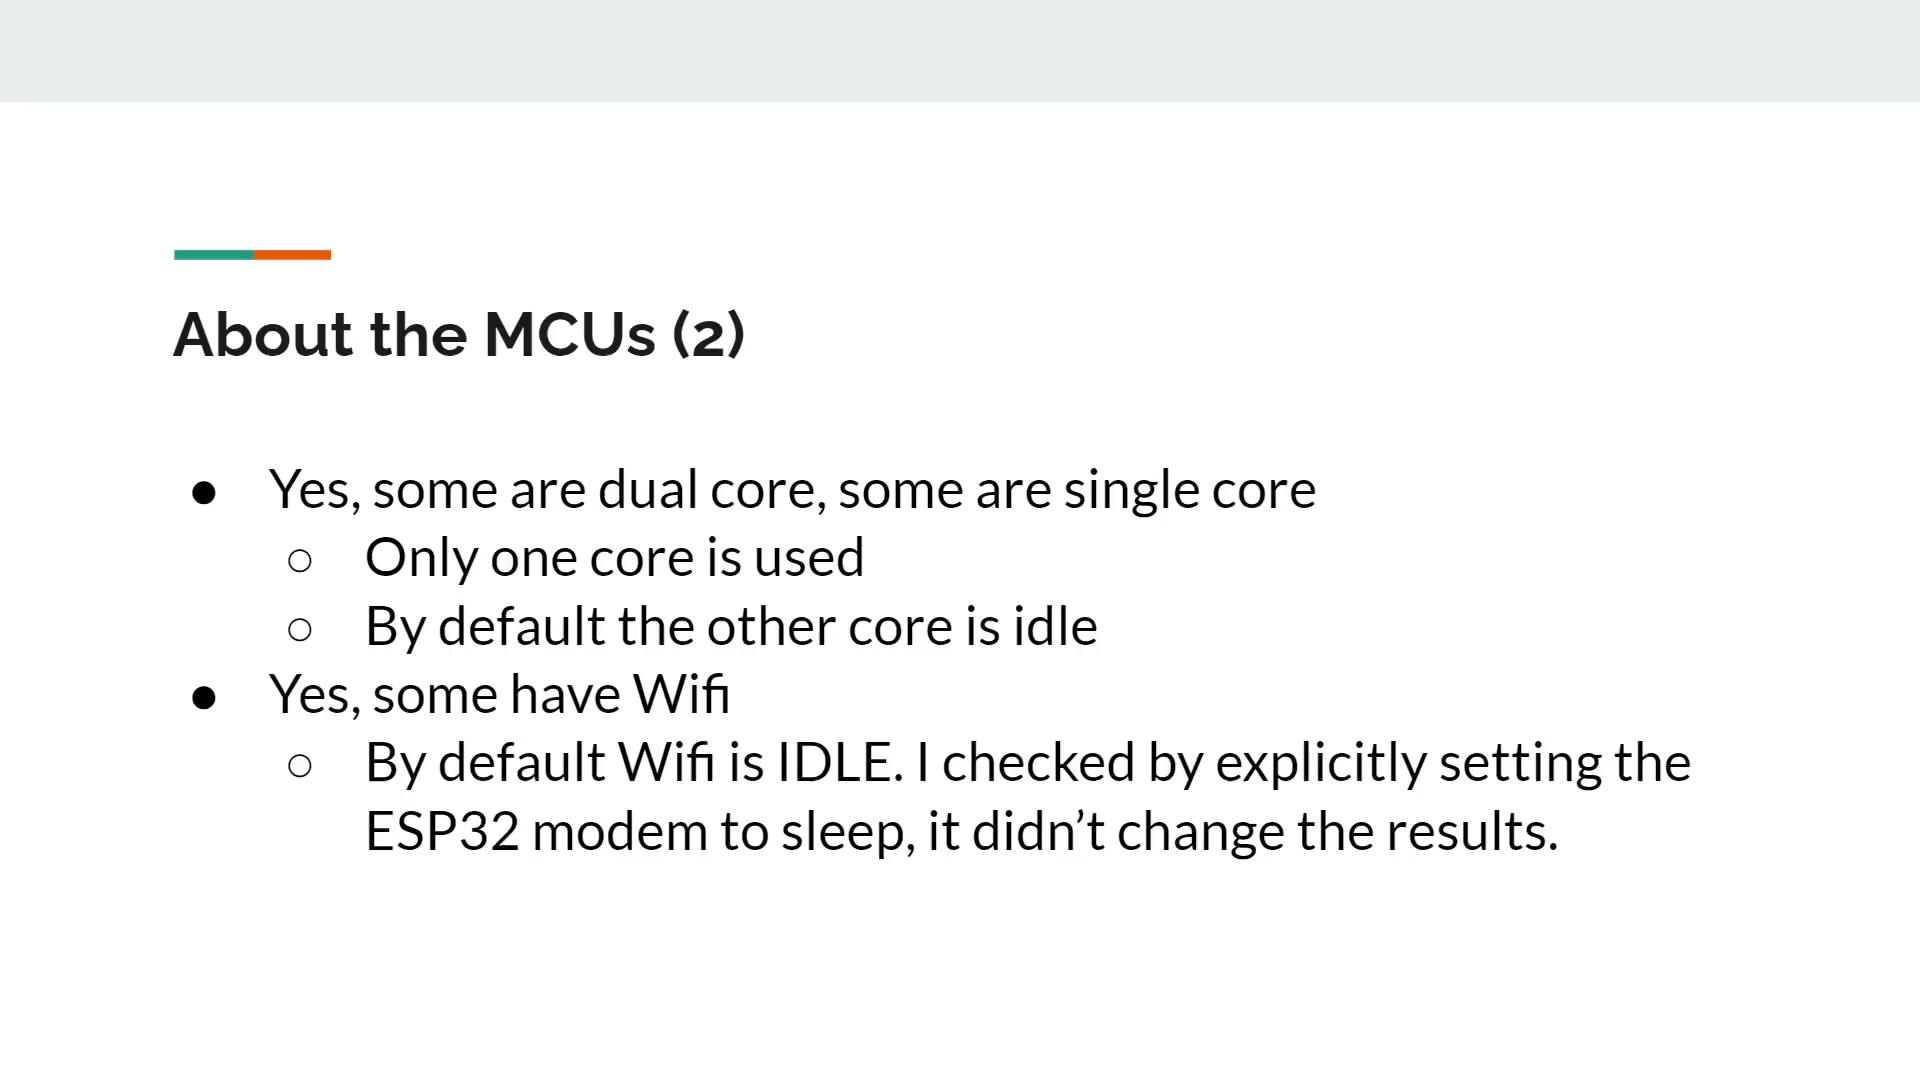 About the MCUs (2)
● Yes, some are dual core, some are single core
○ Only one core is used
○ By default the other core is idle
● Yes, some have Wifi
○ By default Wifi is IDLE. I checked by explicitly setting the
ESP32 modem to sleep, it didn’t change the results.